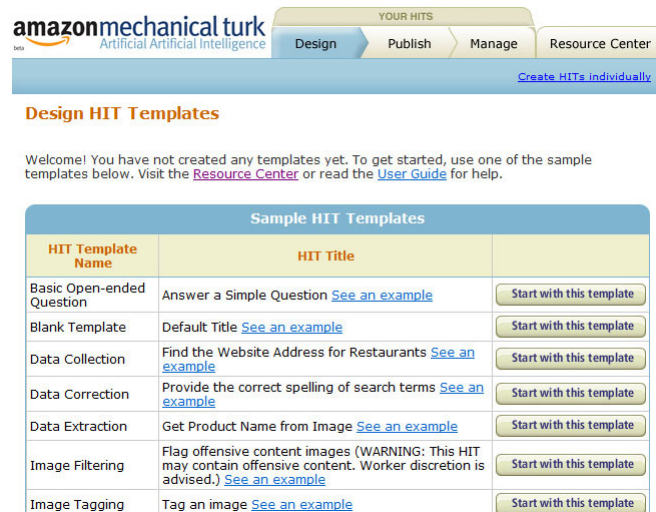 YOUR HITS
amazonmechanical turk
beta
Artificial Artificial Intelligence
Design
Publish
Manage
Resource Center
Create HITs individually
Design HIT Templates
Welcome! You have not created any templates yet. To get started, use one of the sample
templates below. Visit the Resource Center or read the User Guide for help.
Sample HIT Templates
HIT Template
Name
HIT Title
Basic Open-ended
Question
Answer a Simple Question See an example
Start with this template
Blank Template
Default Title See an example
Start with this template
Data Collection
Find the Website Address for Restaurants See an
example
Start with this template
Data Correction
Provide the correct spelling of search terms See an
example
Start with this template
Data Extraction
Get Product Name from Image See an example
Start with this template
Image Filtering
Flag offensive content images (WARNING: This HIT
may contain offensive content. Worker discretion is
advised.) See an example
Start with this template
Image Tagging
Tag an image See an example
Start with this template